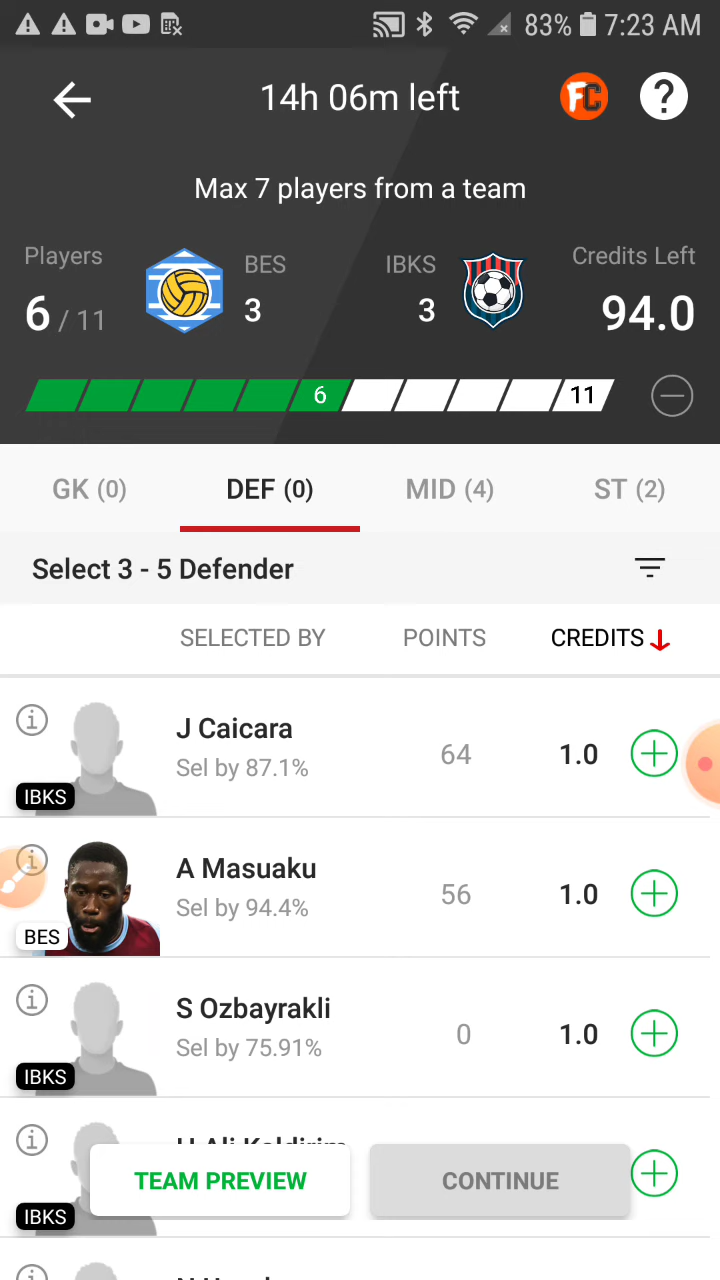 83% 7:23 AM
14h 06m left
FC
?
Max 7 players from a team
Players
BES
IBKS
Credits Left
6 / 11
3
3
94.0
6
11
GK (0)
DEF (0)
MID (4)
ST (2)
Select 3 - 5 Defender
SELECTED BY
POINTS
CREDITS
J Caicara
Sel by 87.1%
64
1.0
IBKS
A Masuaku
Sel by 94.4%
56
1.0
BES
S Ozbayrakli
Sel by 75.91%
0
1.0
IBKS
TEAM PREVIEW
CONTINUE
IBKS